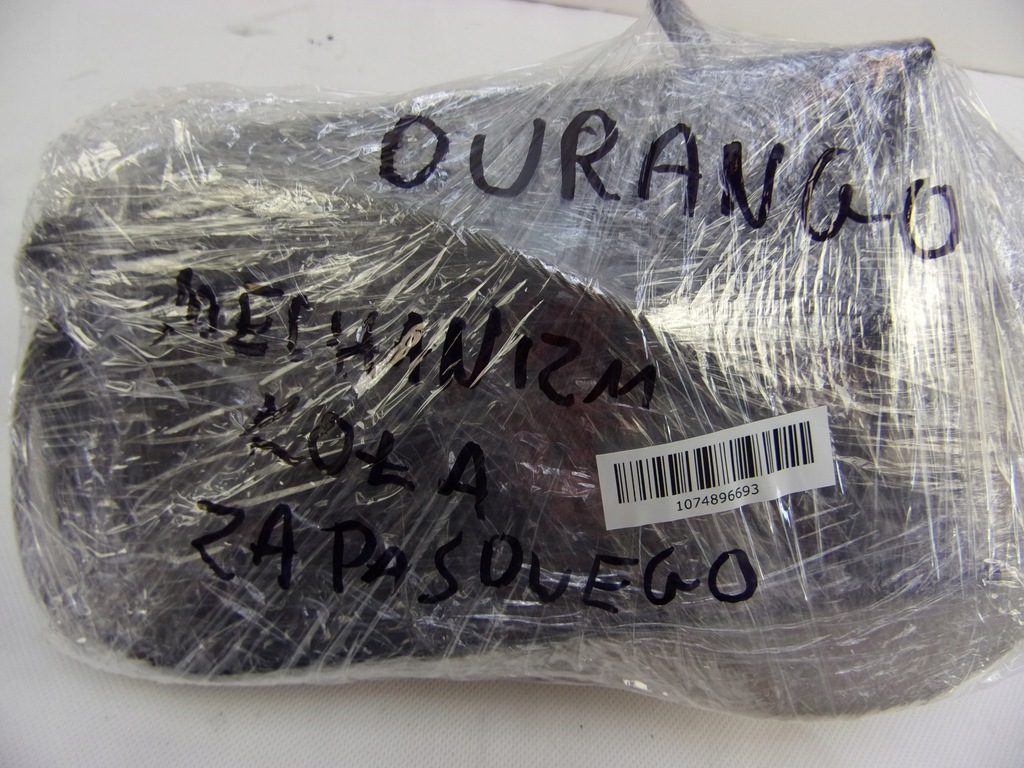 DURANGO
MECHANIZM
KOŁA
ZAPASOWEGO
1074896693